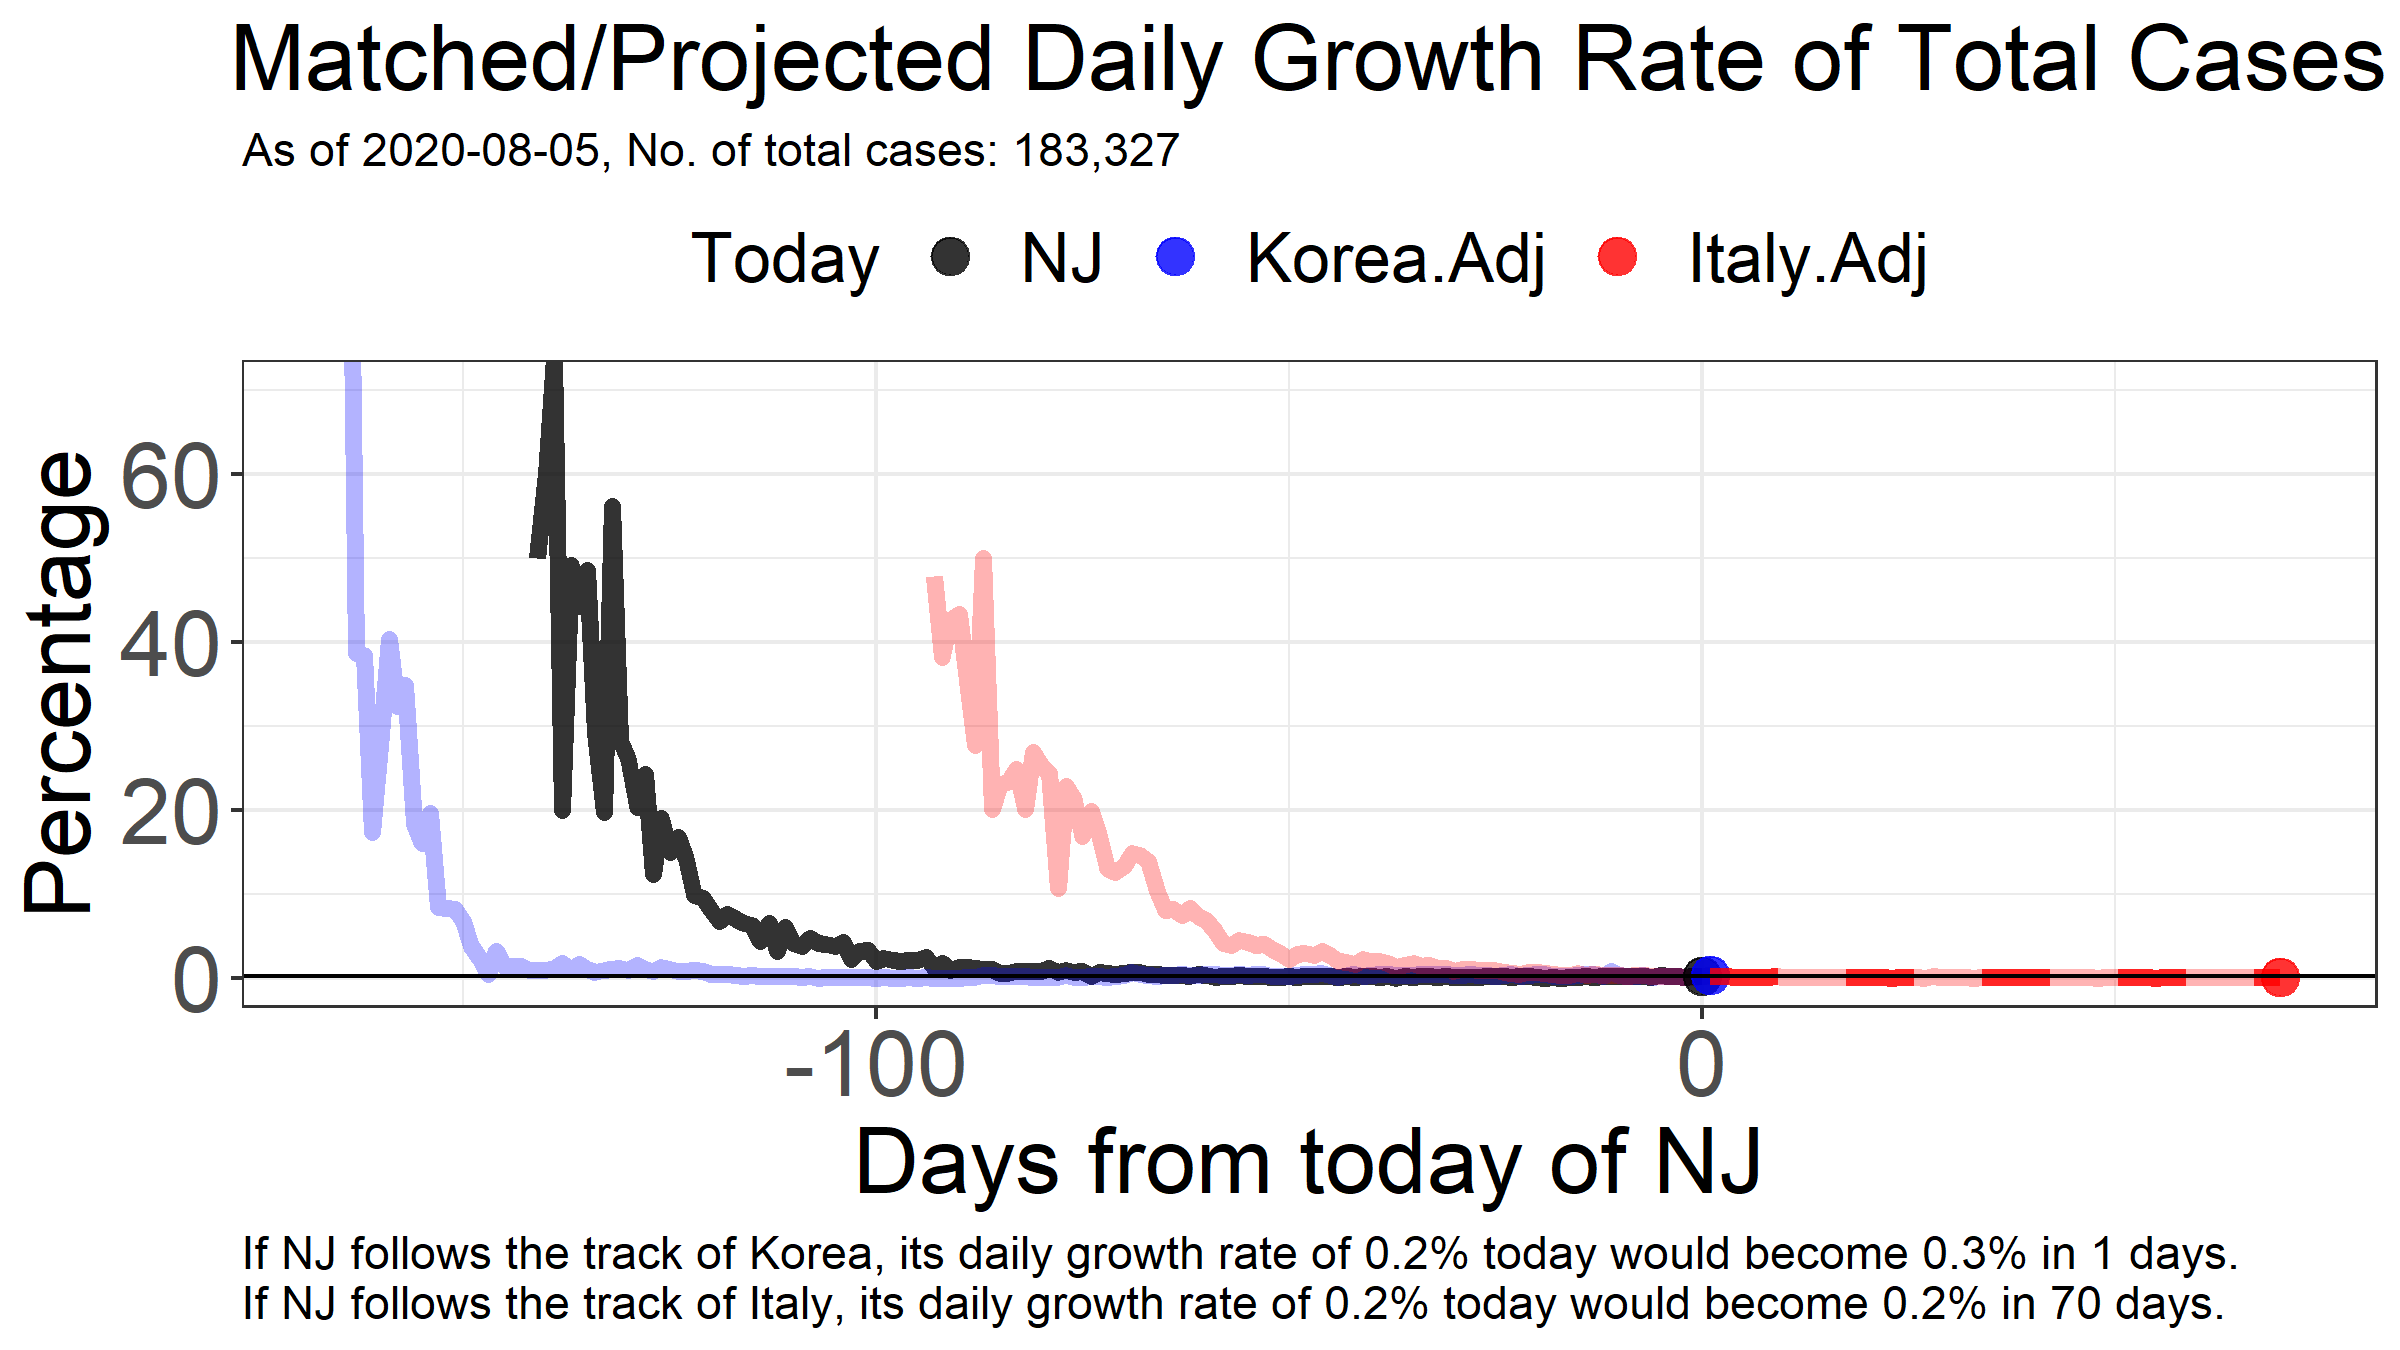 Matched/Projected Daily Growth Rate of Total Cases
As of 2020-08-05, No. of total cases: 183,327
Today NJ Korea.Adj Italy.Adj
Percentage
60
40
20
0
-100 0
Days from today of NJ
If NJ follows the track of Korea, its daily growth rate of 0.2% today would become 0.3% in 1 days.
If NJ follows the track of Italy, its daily growth rate of 0.2% today would become 0.2% in 70 days.